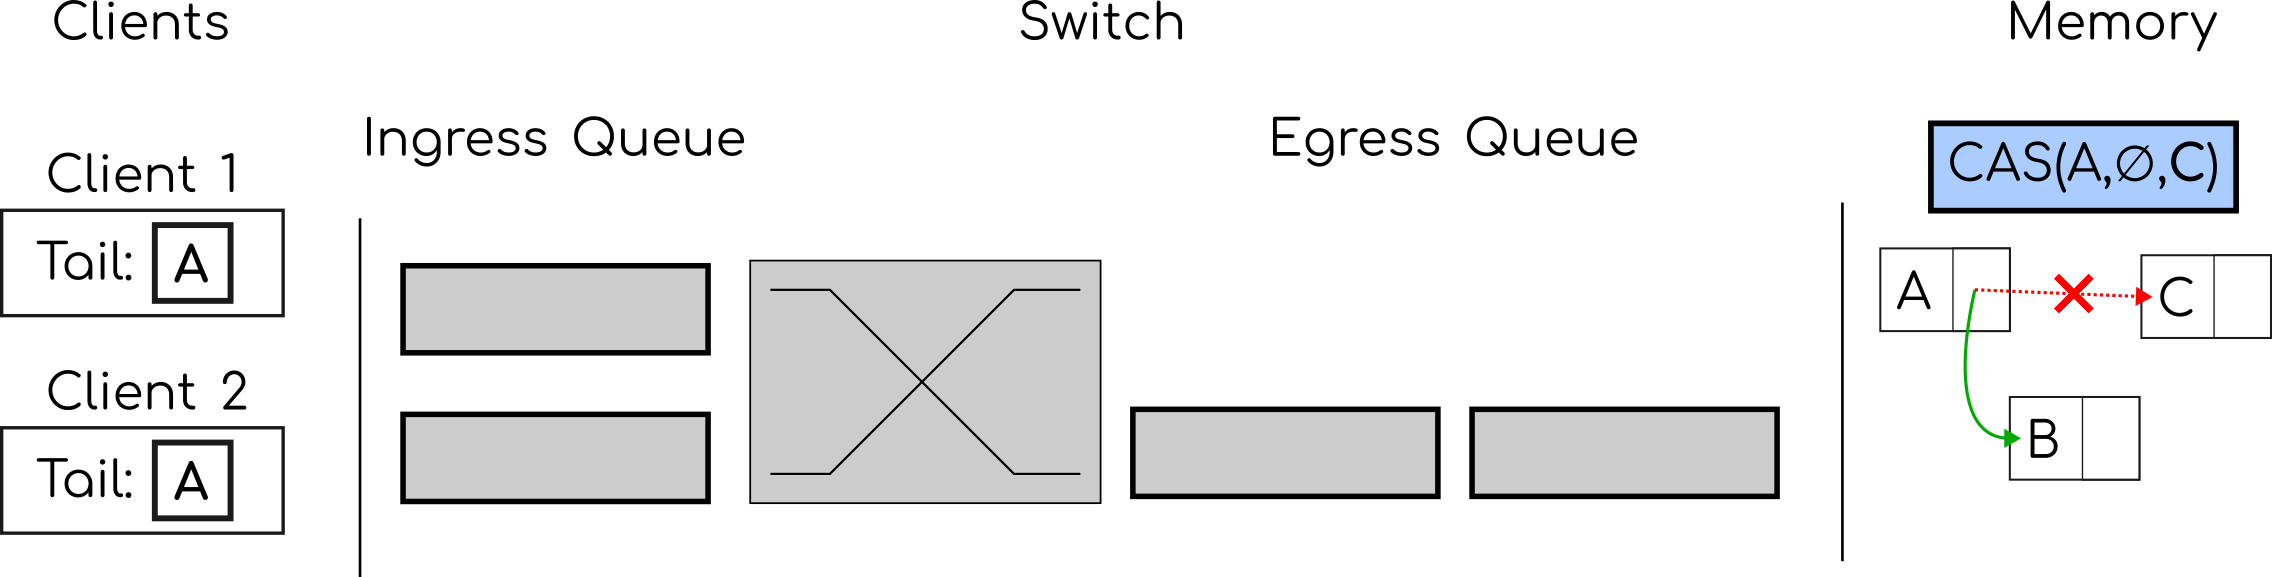 Clients
Switch
Memory
Ingress Queue
Egress Queue
Client 1
Tail: A
Client 2
Tail: A
CAS(A,∅,C)
A
C
B